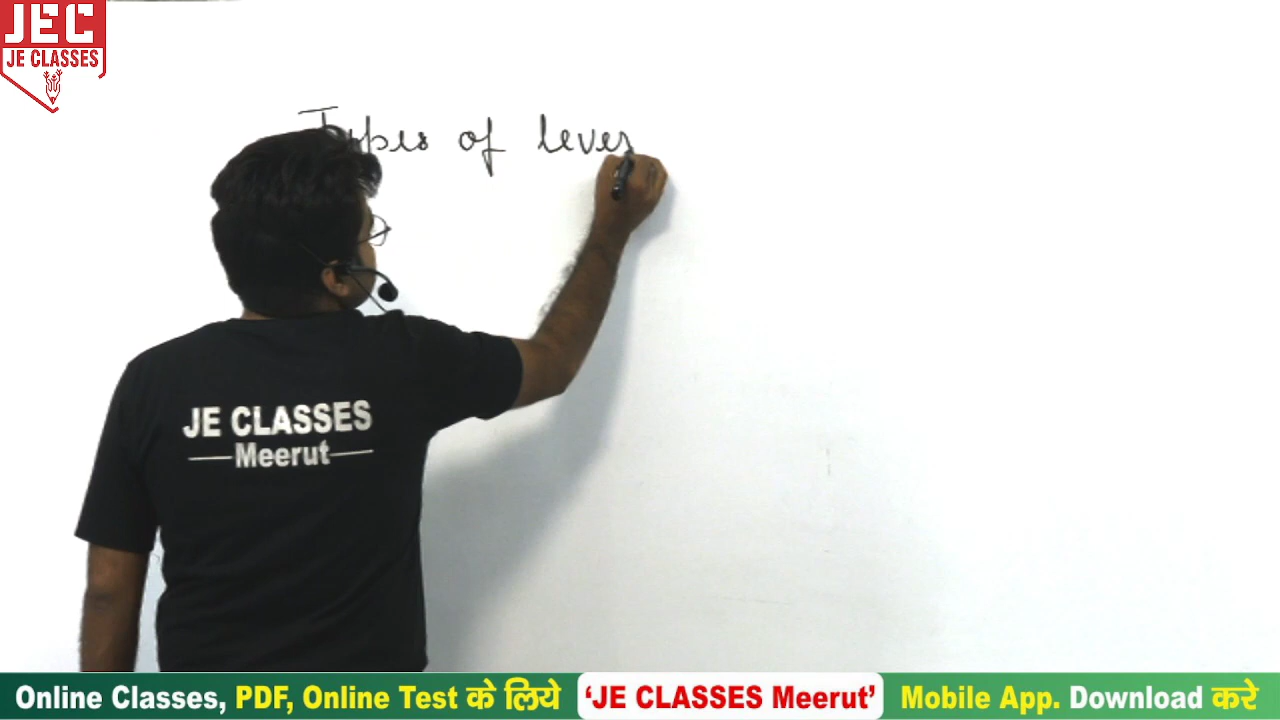 JEC
JE CLASSES
Types of lever
JE CLASSES
Meerut
Online Classes, PDF, Online Test के लिये 'JE CLASSES Meerut' Mobile App. Download करे